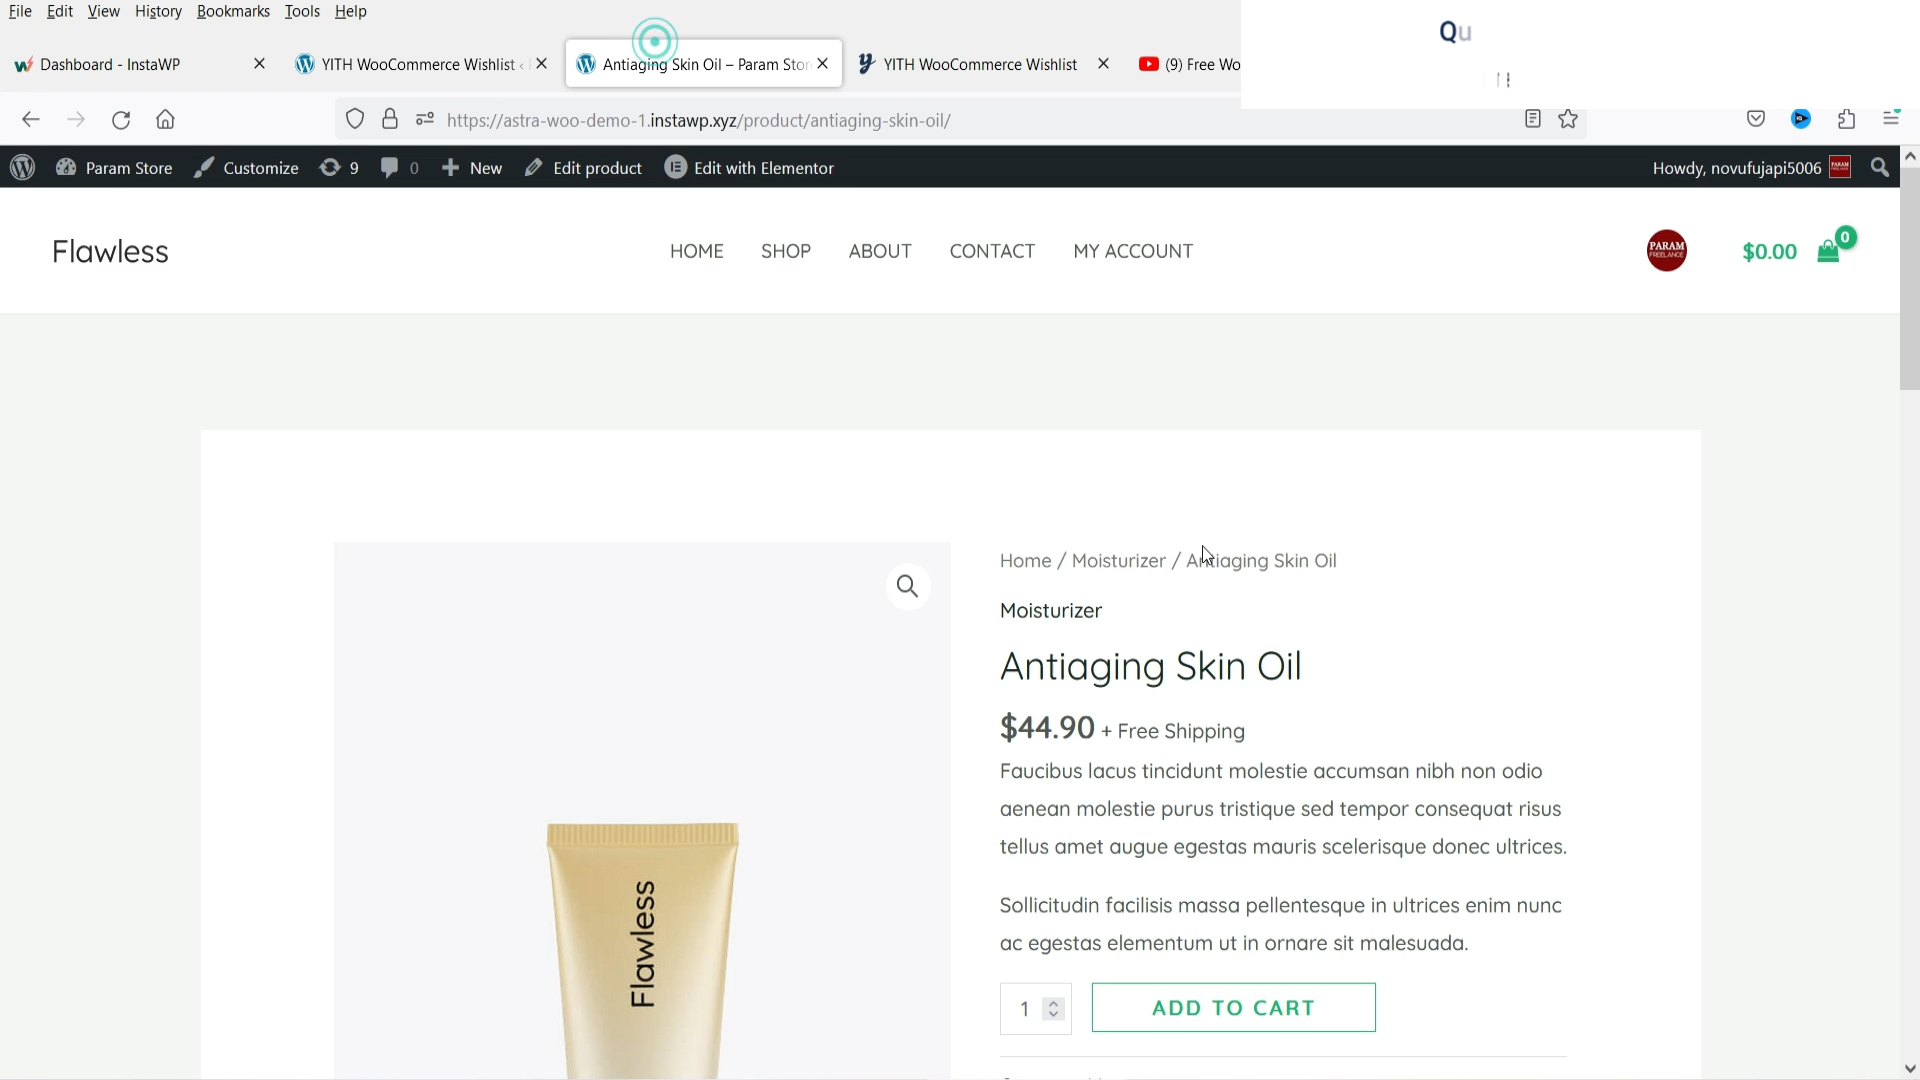 File Edit View History Bookmarks Tools Help
Qu
Dashboard - InstaWP
YITH WooCommerce Wishlist ‹
Antiaging Skin Oil – Param Stor
YITH WooCommerce Wishlist
(9) Free Wo
https://astra-woo-demo-1.instawp.xyz/product/antiaging-skin-oil/
Param Store Customize 9 0 New Edit product Edit with Elementor Howdy, novufujapi5006
Flawless HOME SHOP ABOUT CONTACT MY ACCOUNT PARAM FREELANCE $0.00 0
Home / Moisturizer / Antiaging Skin Oil
Moisturizer
Antiaging Skin Oil
$44.90 + Free Shipping
Faucibus lacus tincidunt molestie accumsan nibh non odio
aenean molestie purus tristique sed tempor consequat risus
tellus amet augue egestas mauris scelerisque donec ultrices.
Sollicitudin facilisis massa pellentesque in ultrices enim nunc
ac egestas elementum ut in ornare sit malesuada.
1 ADD TO CART
Flawless